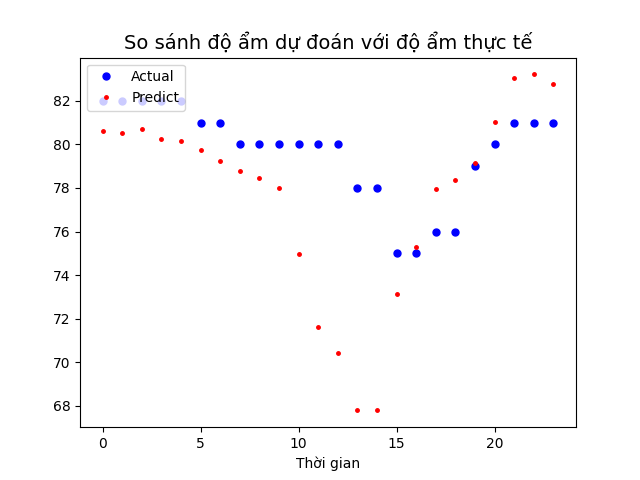 So sánh độ ẩm dự đoán với độ ẩm thực tế
Actual
Predict
82
80
78
76
74
72
70
68
0 5 10 15 20
Thời gian